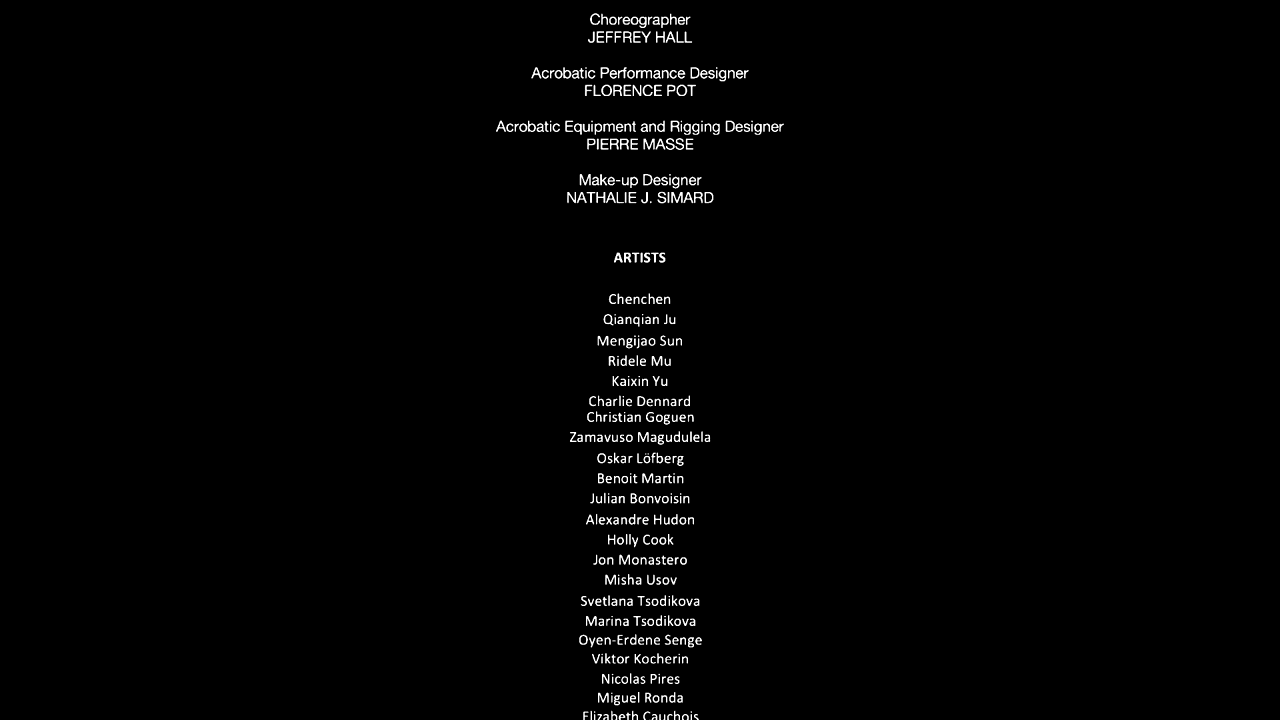 Choreographer
JEFFREY HALL
Acrobatic Performance Designer
FLORENCE POT
Acrobatic Equipment and Rigging Designer
PIERRE MASSE
Make-up Designer
NATHALIE J. SIMARD
ARTISTS
Chenchen
Qianqian Ju
Mengijao Sun
Ridele Mu
Kaixin Yu
Charlie Dennard
Christian Goguen
Zamavuso Magudulela
Oskar Löfberg
Benoit Martin
Julian Bonvoisin
Alexandre Hudon
Holly Cook
Jon Monastero
Misha Usov
Svetlana Tsodikova
Marina Tsodikova
Oyen-Erdene Senge
Viktor Kocherin
Nicolas Pires
Miguel Ronda
Elizabeth Cauchois